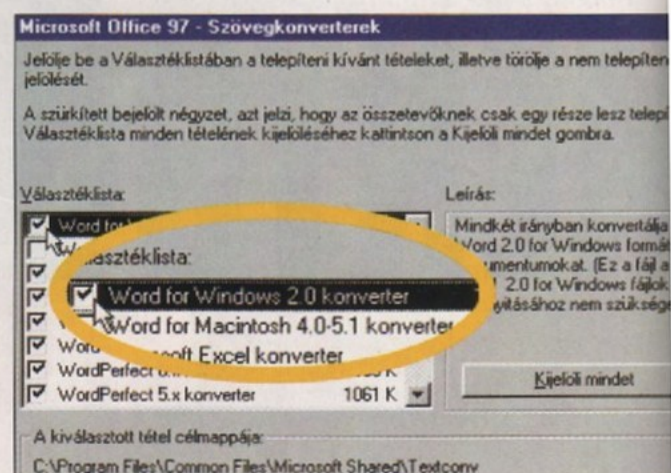 Microsoft Office 97 - Szövegkonverterek
Jelölje be a Választéklistában a telepíteni kívánt tételeket, illetve törölje a nem telepíten
jelölését.
A szürkített bejelölt négyzet, azt jelzi, hogy az összetevőknek csak egy része lesz telepí
Választéklista minden tételének kijelöléséhez kattintson a Kijelöli mindet gombra.
Választéklista:
Word for
Választéklista:
Word for Windows 2.0 konverter
Word for Macintosh 4.0-5.1 konverter
soft Excel konverter
WordPerfect
WordPerfect 5.x konverter 1061 K
Leírás:
Mindkét irányban konvertálja
Word 2.0 for Windows formát
umentumokat. (Ez a fájl a
2.0 for Windows fájlok
yitásához nem szüksége
Kijelöli mindet
A kiválasztott tétel célmappája:
C:\Program Files\Common Files\Microsoft Shared\Textconv